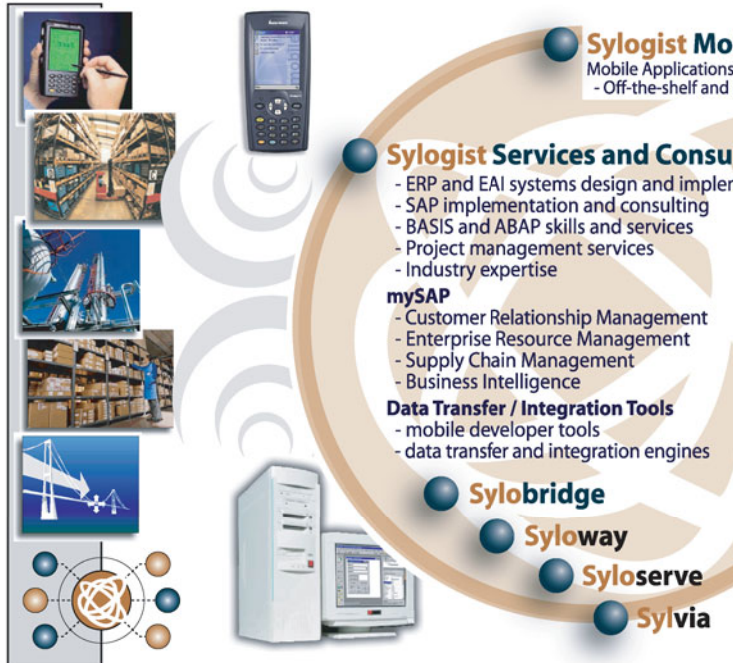 Sylogist Mo
Mobile Applications
- Off-the-shelf and
Sylogist Services and Consu
- ERP and EAI systems design and implem
- SAP implementation and consulting
- BASIS and ABAP skills and services
- Project management services
- Industry expertise
mySAP
- Customer Relationship Management
- Enterprise Resource Management
- Supply Chain Management
- Business Intelligence
Data Transfer / Integration Tools
- mobile developer tools
- data transfer and integration engines
Sylobridge
Syloway
Syloserve
Sylvia